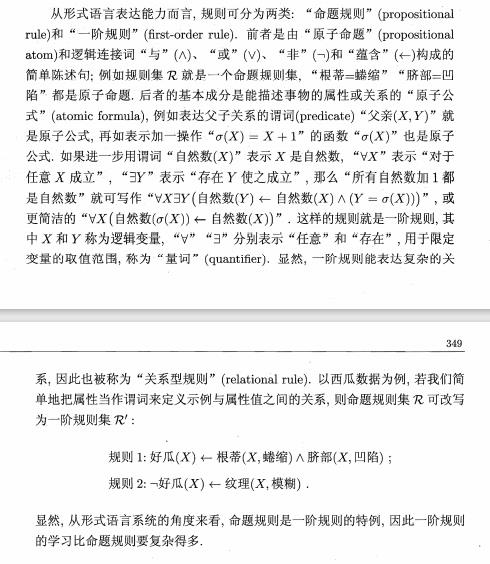 从形式语言表达能力而言, 规则可分为两类: “命题规则” (propositional
rule)和 “一阶规则” (first-order rule). 前者是由 “原子命题” (propositional
atom)和逻辑连接词 “与” (∧)、“或” (∨)、“非” (¬)和 “蕴含” (←)构成的
简单陈述句; 例如规则集 R 就是一个命题规则集, “根蒂=蜷缩” “脐部=凹
陷” 都是原子命题. 后者的基本成分是能描述事物的属性或关系的 “原子公
式” (atomic formula), 例如表达父子关系的谓词(predicate) “父亲(X, Y)” 就
是原子公式, 再如表示加一操作 “σ(X) = X + 1” 的函数 “σ(X)” 也是原子
公式. 如果进一步用谓词 “自然数(X)” 表示 X 是自然数, “∀X” 表示 “对于
任意 X 成立” , “∃Y” 表示 “存在 Y 使之成立” , 那么 “所有自然数加 1 都
是自然数” 就可写作 “∀X∃Y(自然数(Y) ← 自然数(X) ∧ (Y = σ(X)))” , 或
更简洁的 “∀X(自然数(σ(X)) ← 自然数(X))” . 这样的规则就是一阶规则, 其
中 X 和 Y 称为逻辑变量, “∀” “∃” 分别表示 “任意” 和 “存在” , 用于限定
变量的取值范围, 称为 “量词” (quantifier). 显然, 一阶规则能表达复杂的关
349
系, 因此也被称为 “关系型规则” (relational rule). 以西瓜数据为例, 若我们简
单地把属性当作谓词来定义示例与属性值之间的关系, 则命题规则集 R 可改写
为一阶规则集 R′ :
规则 1: 好瓜(X) ← 根蒂(X, 蜷缩) ∧ 脐部(X, 凹陷) ;
规则 2: ¬好瓜(X) ← 纹理(X, 模糊) .
显然, 从形式语言系统的角度来看, 命题规则是一阶规则的特例, 因此一阶规则
的学习比命题规则要复杂得多.